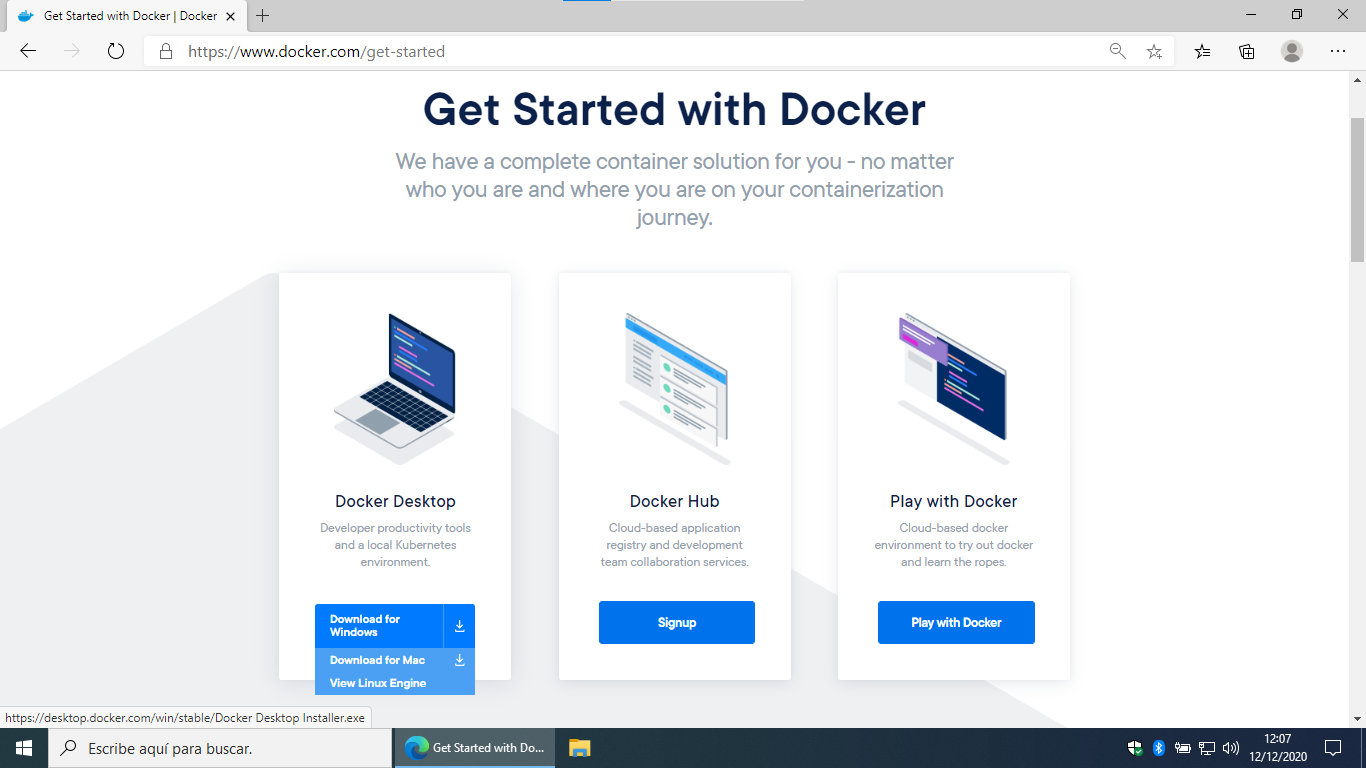 Get Started with Docker | Docker
https://www.docker.com/get-started
Get Started with Docker
We have a complete container solution for you - no matter
who you are and where you are on your containerization
journey.
Docker Desktop
Developer productivity tools
and a local Kubernetes
environment.
Download for
Windows
Download for Mac
View Linux Engine
Docker Hub
Cloud-based application
registry and development
team collaboration services.
Signup
Play with Docker
Cloud-based docker
environment to try out docker
and learn the ropes.
Play with Docker
https://desktop.docker.com/win/stable/Docker Desktop Installer.exe
Escribe aquí para buscar.
Get Started with Do...
12:07
12/12/2020